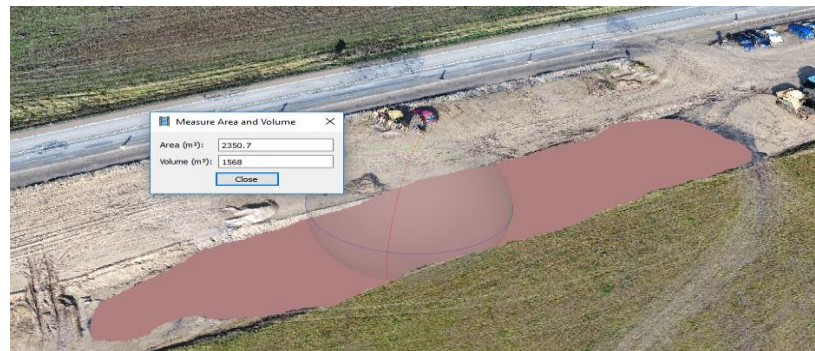 Measure Area and Volume
Area (m²): 2350.7
Volume (m³): 1568
Close